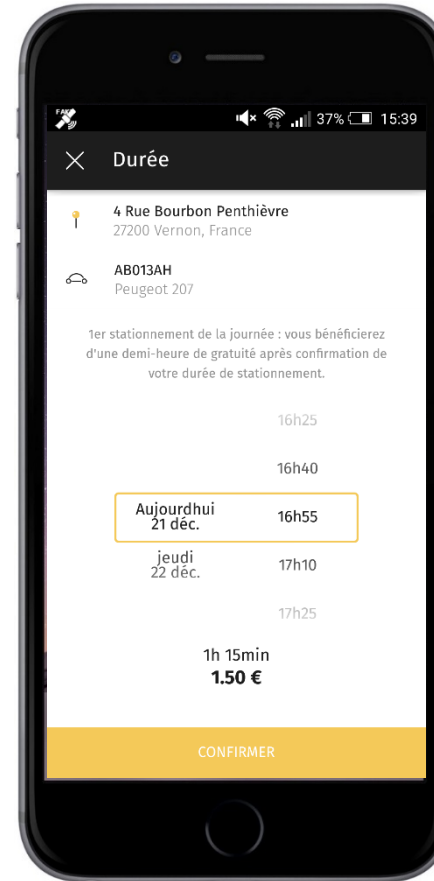 FAKE
37% 15:39
Durée
4 Rue Bourbon Penthièvre
27200 Vernon, France
AB013AH
Peugeot 207
1er stationnement de la journée : vous bénéficierez
d'une demi-heure de gratuité après confirmation de
votre durée de stationnement.
16h25
16h40
Aujourdhui
21 déc.
16h55
jeudi
22 déc.
17h10
17h25
1h 15min
1.50 €
CONFIRMER